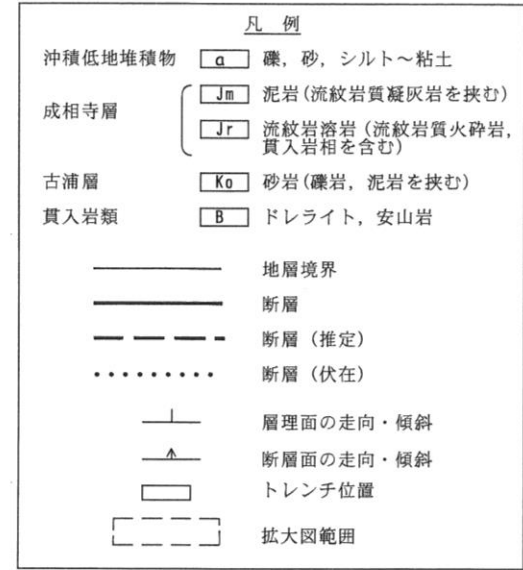 凡 例
沖積低地堆積物 a 礫，砂，シルト～粘土
成相寺層
Jm 泥岩(流紋岩質凝灰岩を挟む)
Jr 流紋岩溶岩(流紋岩質火砕岩，
貫入岩相を含む)
古浦層 Ko 砂岩(礫岩，泥岩を挟む)
貫入岩類 B ドレライト，安山岩
地層境界
断層
断層（推定）
断層（伏在）
層理面の走向・傾斜
断層面の走向・傾斜
トレンチ位置
拡大図範囲